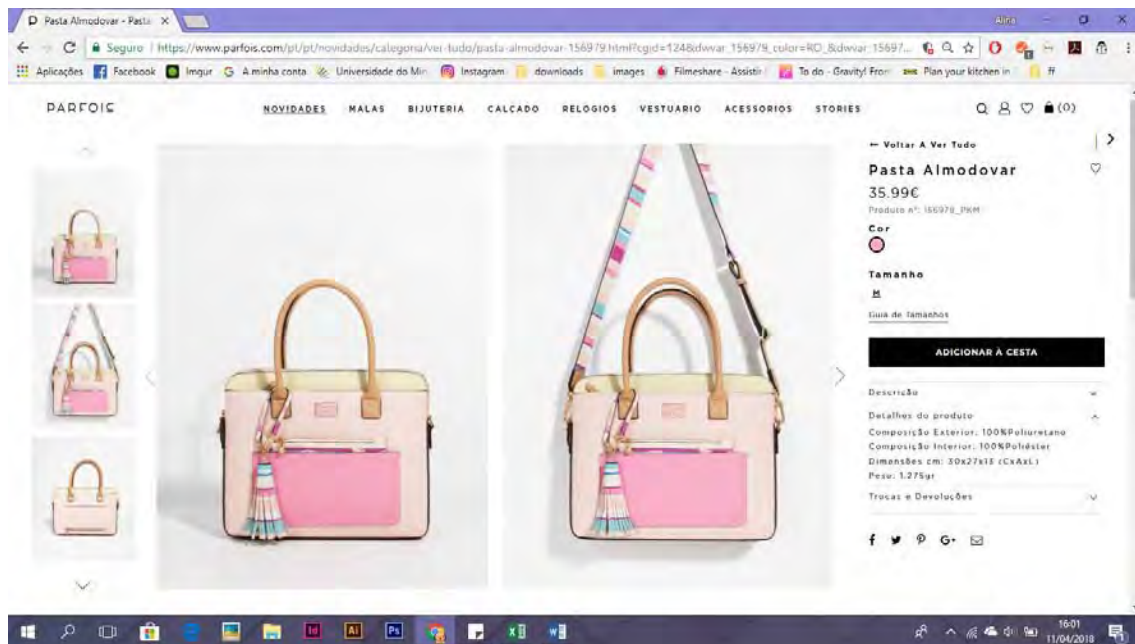 Pasta Almodovar - Pasta
Alina
Seguro | https://www.parfois.com/pt/pt/novidades/categoria/ver-tudo/pasta-almodovar-156979.html?cgid=124&dwvar_156979_color=RO_&dwvar_15697...
Aplicações Facebook Imgur A minha conta Universidade do Min Instagram downloads images Filmeshare - Assistir To do - Gravity! From Plan your kitchen in ff
PARFOIS NOVIDADES MALAS BIJUTERIA CALÇADO RELÓGIOS VESTUÁRIO ACESSÓRIOS STORIES (0)
← Voltar A Ver Tudo
Pasta Almodovar
35.99€
Produto nº: 156979_PKM
Cor
Tamanho
M
Guia de Tamanhos
ADICIONAR À CESTA
Descrição
Detalhes do produto
Composição Exterior: 100%Poliuretano
Composição Interior: 100%Poliéster
Dimensões cm: 30x27x13 (CxAxL)
Peso: 1.275gr
Trocas e Devoluções
f G+
Id Ai Ps
16:01
11/04/2018